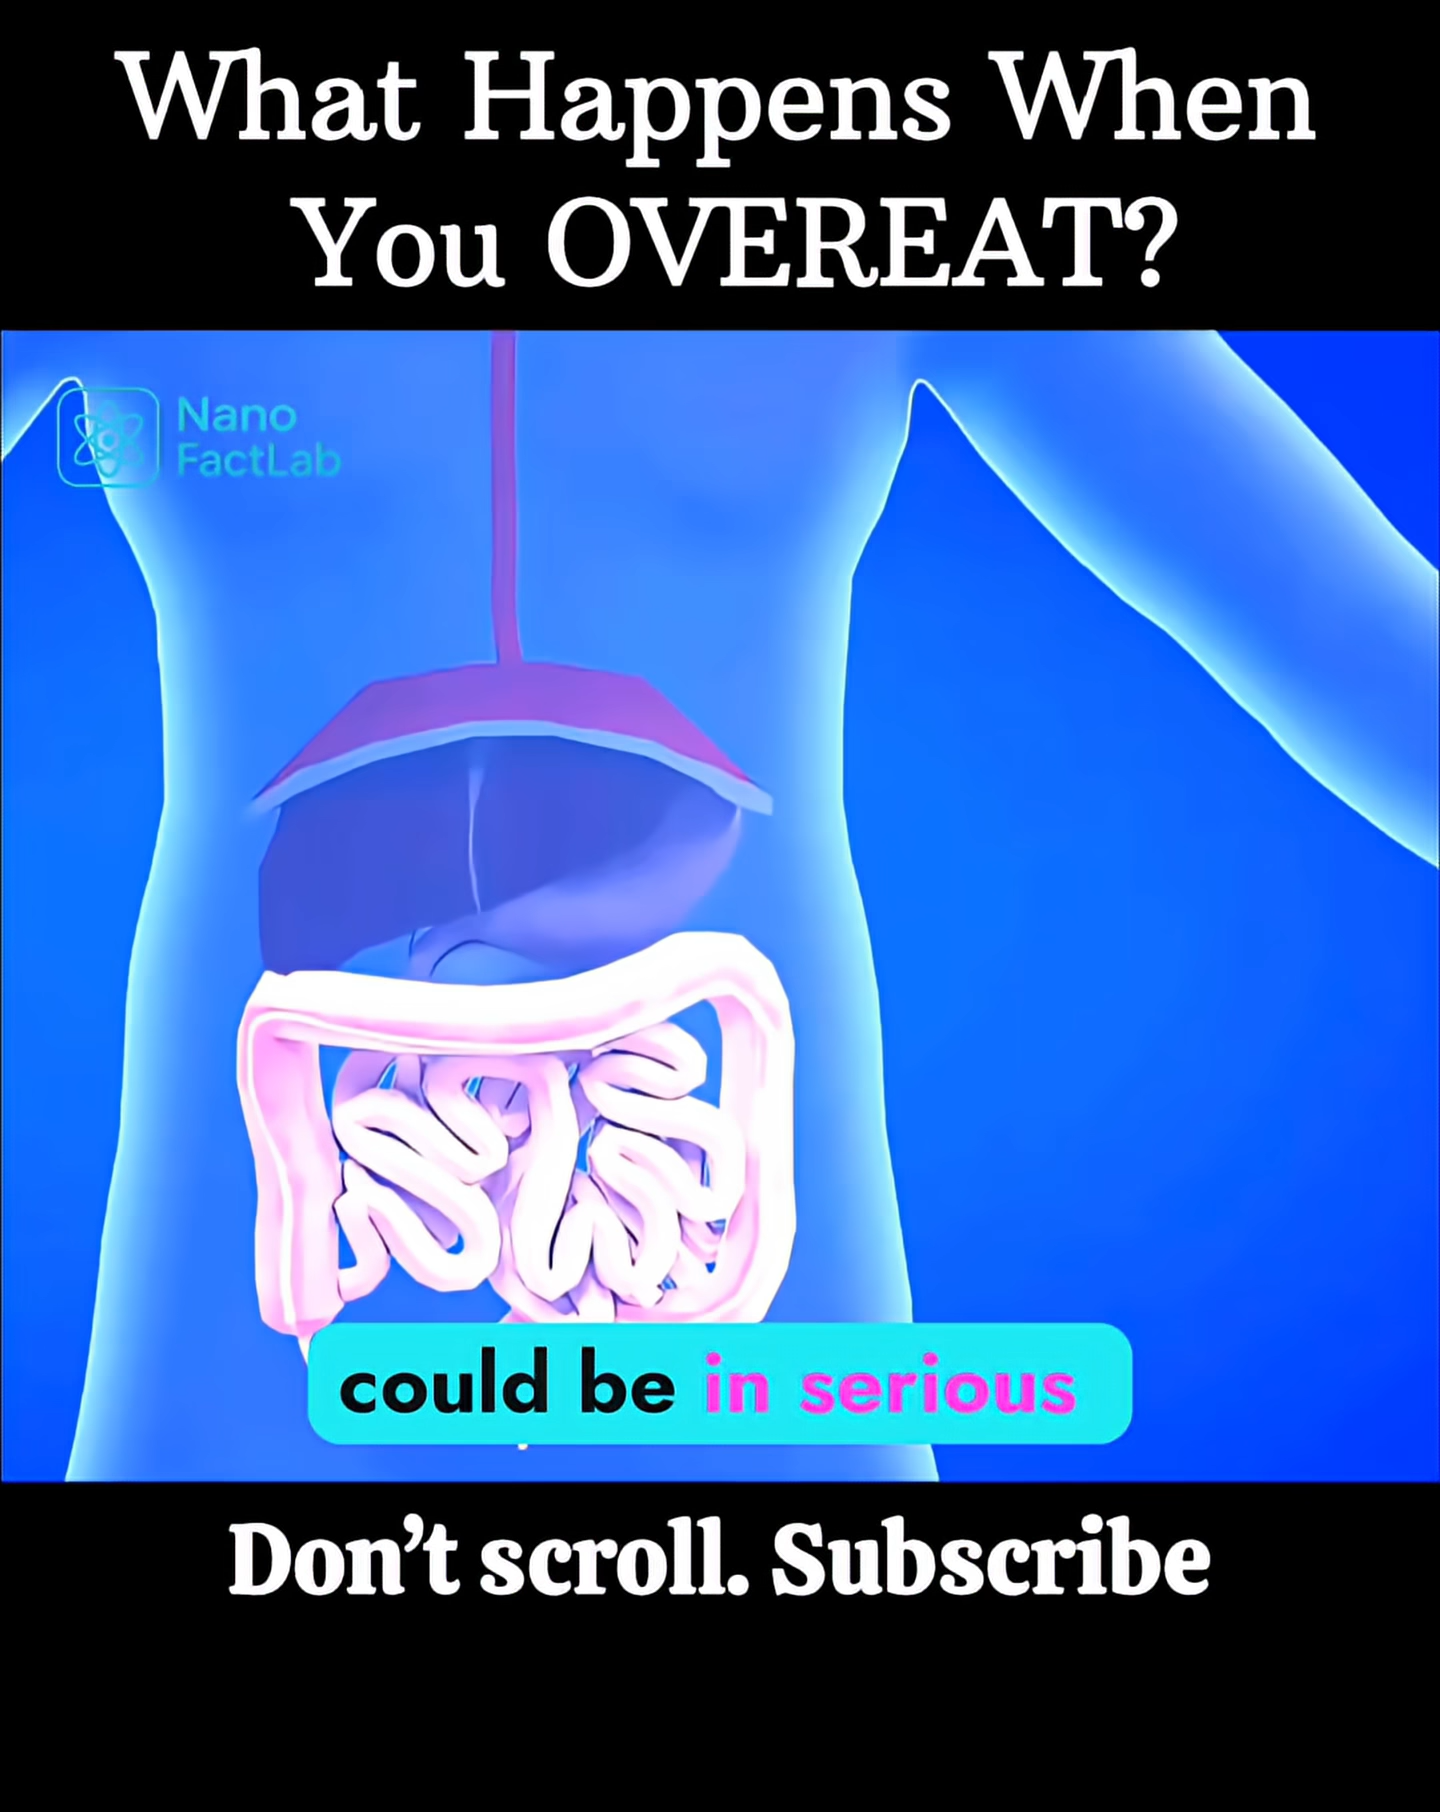 What Happens When
You OVEREAT?
Nano
FactLab
could be in serious
Don’t scroll. Subscribe